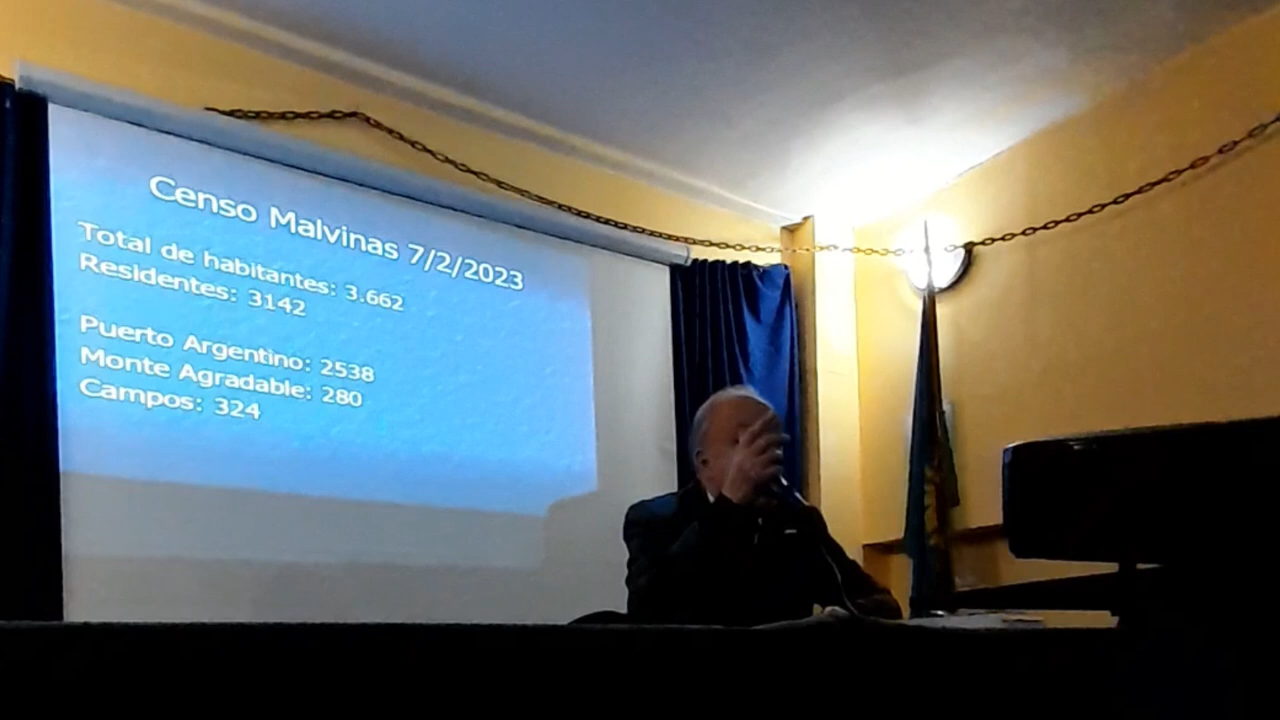 Censo Malvinas 7/2/2023
Total de habitantes: 3.662
Residentes: 3142
Puerto Argentino: 2538
Monte Agradable: 280
Campos: 324